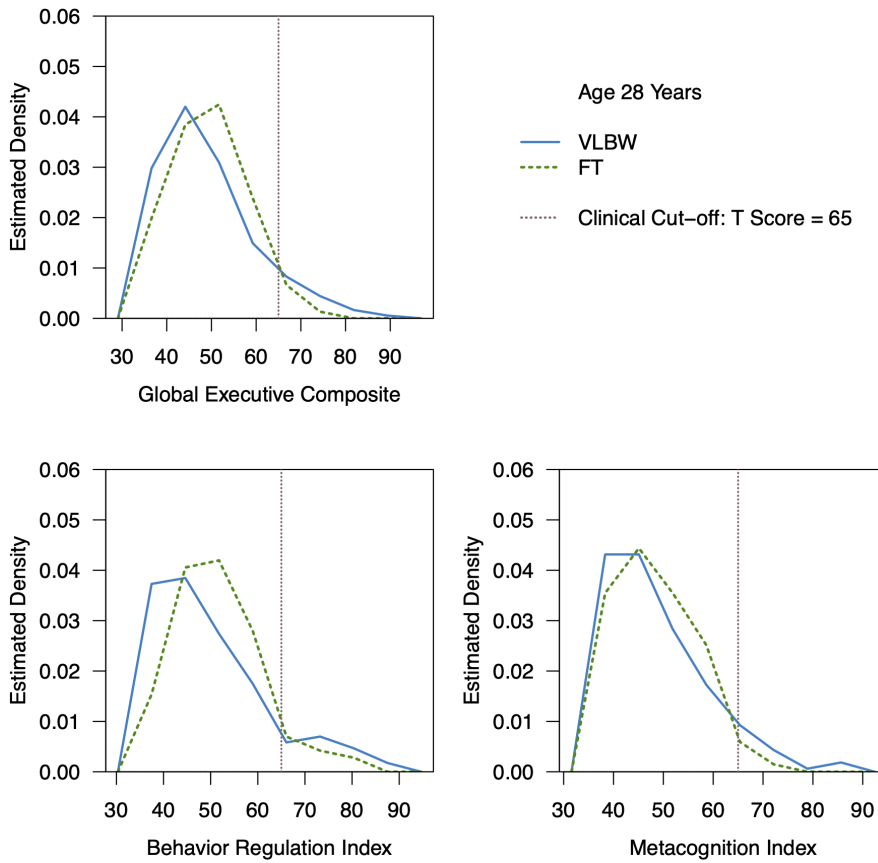 0.06
0.05
0.04
0.03
0.02
0.01
0.00
Estimated Density
30 40 50 60 70 80 90
Global Executive Composite
Age 28 Years
VLBW
FT
Clinical Cut−off: T Score = 65
0.06
0.05
0.04
0.03
0.02
0.01
0.00
Estimated Density
30 40 50 60 70 80 90
Behavior Regulation Index
0.06
0.05
0.04
0.03
0.02
0.01
0.00
Estimated Density
30 40 50 60 70 80 90
Metacognition Index